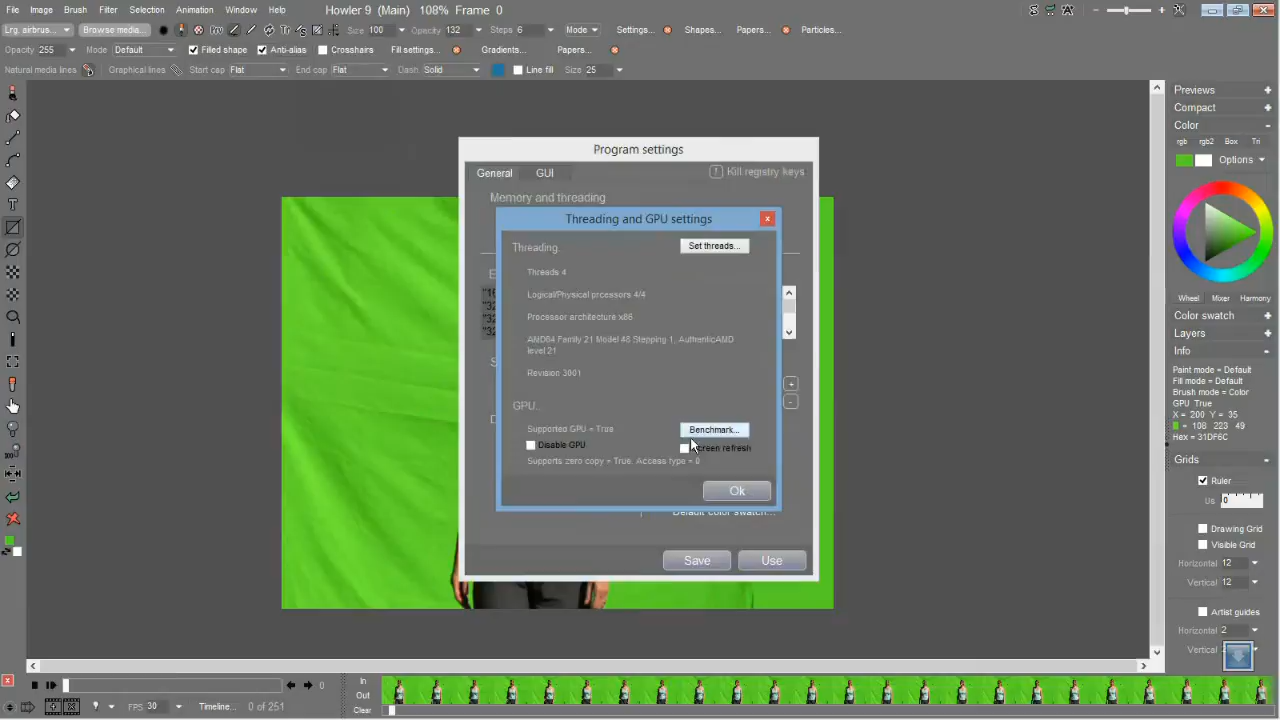 File Image Brush Filter Selection Animation Window Help Howler 9 (Main) 108% Frame 0
Lrg. airbrus... Browse media... Size 100 Opacity 132 Steps 6 Mode Settings... Shapes... Papers... Particles...
Opacity 255 Mode Default Filled shape Anti-alias Crosshairs Fill settings... Gradients... Papers...
Natural media lines Graphical lines Start cap Flat End cap Flat Dash Solid Line fill Size 25
Program settings
General GUI Kill registry keys
Memory and threading
Threading and GPU settings
Threading. Set threads...
Threads 4
Logical/Physical pcessors 4/4
Processor architecture x86
AMD64 Family 21 Model 48 Stepping 1, AuthenticAMD
level 21
Revision 3001
GPU..
Supported GPU = True Benchmark...
Disable GPU creen refresh
Supports zero copy = True. Access type = 0
Ok
Default color swatch...
Save Use
Previews +
Compact +
Color -
rgb rgb2 Box Tri
Options
Wheel Mixer Harmony
Color swatch +
Layers +
Info -
Paint mode = Default
Fill mode = Default
Brush mode = Color
GPU True
X = 200 Y = 35
= 108 223 49
Hex = 31DF6C
Grids -
Ruler
Us 0
Drawing Grid
Visible Grid
Horizontal 12
Vertical 12
Artist guides
Horizontal 2
Vertical
0 In
Out
FPS 30 Timeline... 0 of 251 Clear